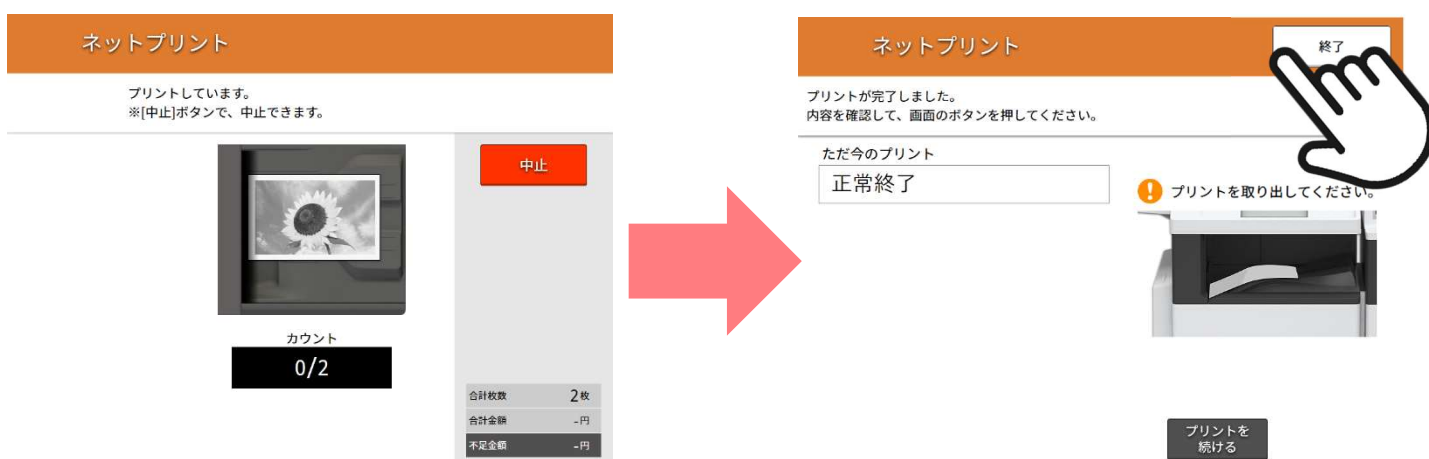 ネットプリント
プリントしています。
※[中止]ボタンで、中止できます。
中止
カウント
0/2
合計枚数 2枚
合計金額 -円
不足金額 -円
ネットプリント
終了
プリントが完了しました。
内容を確認して、画面のボタンを押してください。
ただ今のプリント
正常終了
プリントを取り出してください。
プリントを
続ける